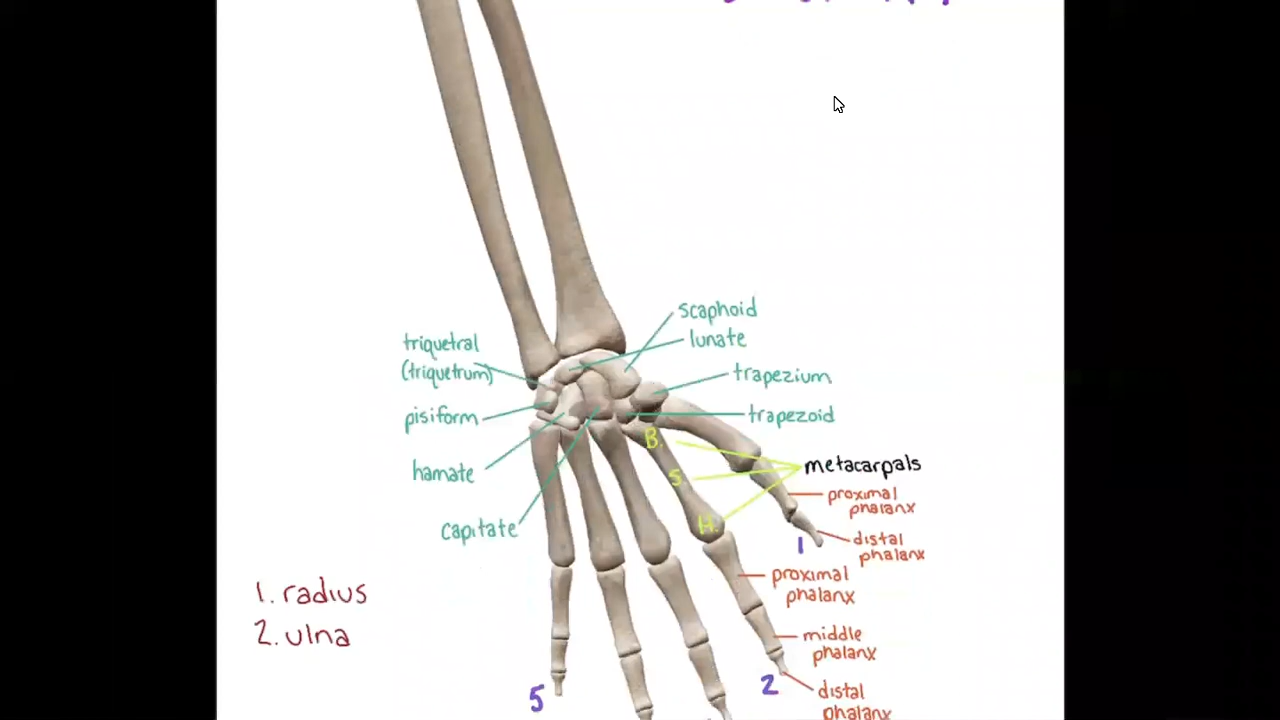 scaphoid
lunate
triquetral
(triquetrum)
trapezium
pisiform
trapezoid
B.
hamate
metacarpals
S
proximal
phalanx
capitate
H.
1
distal
phalanx
proximal
phalanx
1. radius
2. ulna
middle
phalanx
5
2
distal
phalanx